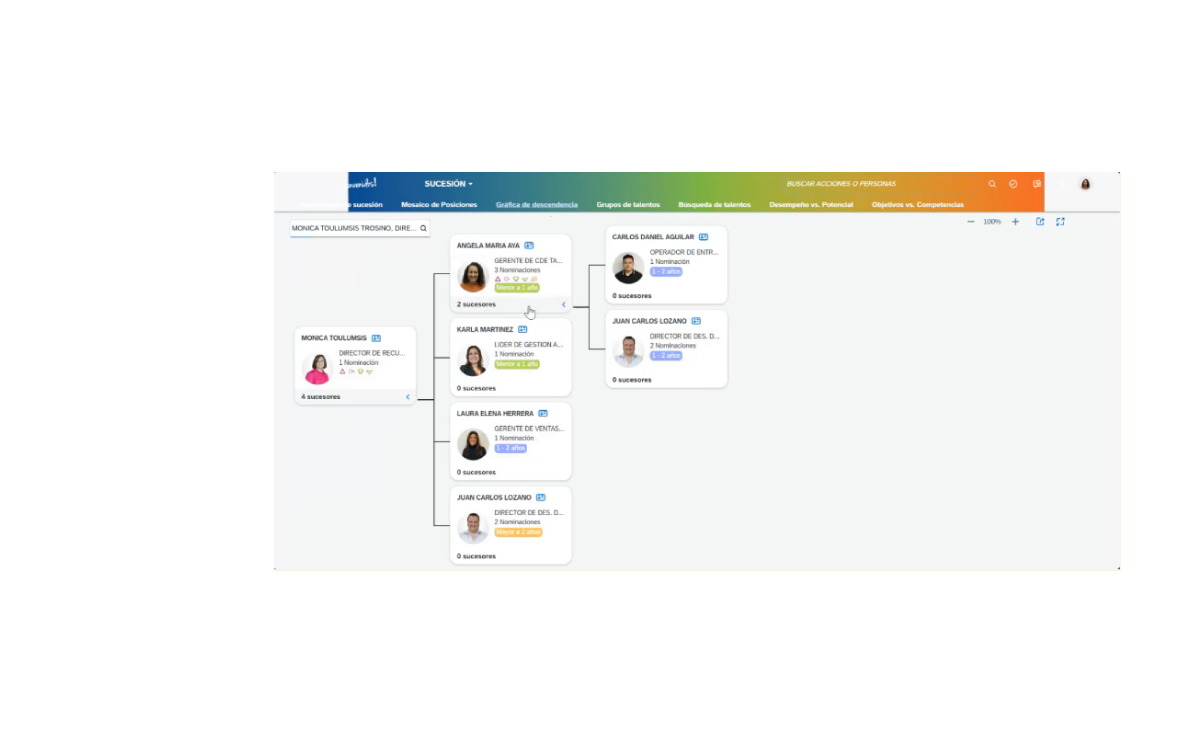 SUCESIÓN
BUSCAR ACCIONES O PERSONAS
de sucesión Mosaico de Posiciones Gráfica de descendencia Grupos de talentos Búsqueda de talentos Desempeño vs. Potencial Objetivos vs. Competencias
MONICA TOULUMSIS TROSINO, DIRE...
100%
MONICA TOULUMSIS
DIRECTOR DE RECU...
1 Nominación
4 sucesores
ANGELA MARIA AYA
GERENTE DE CDE TA...
3 Nominaciones
Menor a 1 año
2 sucesores
KARLA MARTINEZ
LIDER DE GESTION A...
1 Nominación
Menor a 1 año
0 sucesores
LAURA ELENA HERRERA
GERENTE DE VENTAS...
1 Nominación
1 - 2 años
0 sucesores
JUAN CARLOS LOZANO
DIRECTOR DE DES. D...
2 Nominaciones
Mayor a 2 años
0 sucesores
CARLOS DANIEL AGUILAR
OPERADOR DE ENTR...
1 Nominación
1 - 2 años
0 sucesores
JUAN CARLOS LOZANO
DIRECTOR DE DES. D...
2 Nominaciones
1 - 2 años
0 sucesores